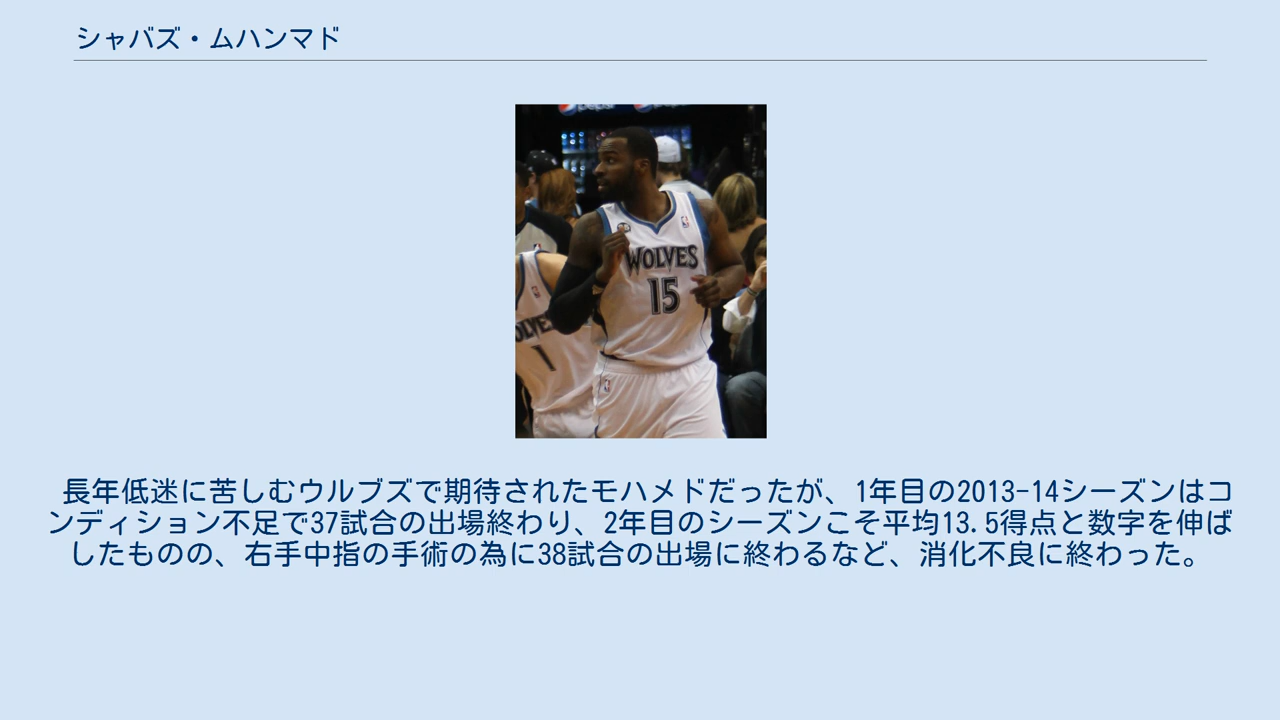 シャバズ・ムハンマド
WOLVES
15
OLVES
1
長年低迷に苦しむウルブズで期待されたモハメドだったが、1年目の2013-14シーズンはコ
ンディション不足で37試合の出場終わり、2年目のシーズンこそ平均13.5得点と数字を伸ば
したものの、右手中指の手術の為に38試合の出場に終わるなど、消化不良に終わった。